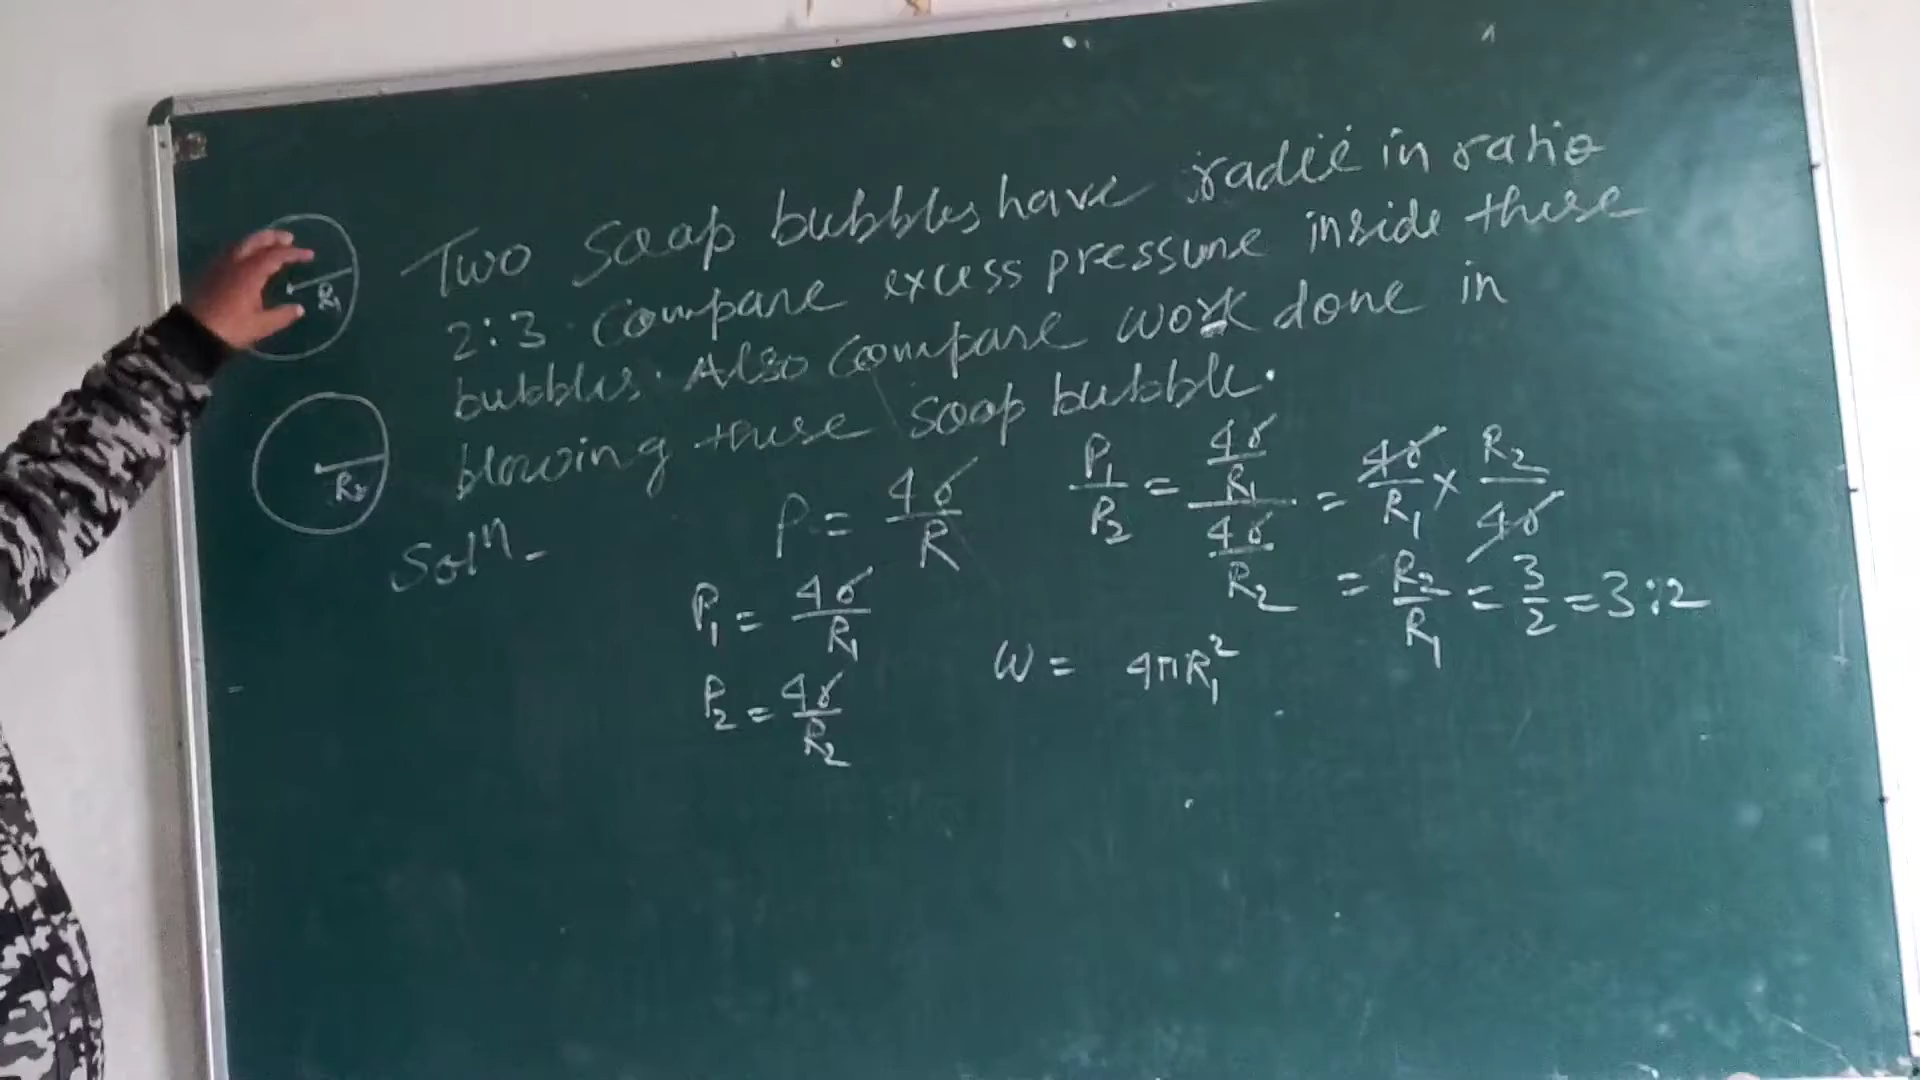 Two Soap bubbles have radii in ratio
2:3. Compare excess pressure inside these
bubbles. Also compare work done in
blowing these soap bubble.
R₁
R₂
Solⁿ-
P = 4σ/R
P₁ = 4σ/R₁
P₂ = 4σ/R₂
P₁/P₂ = (4σ/R₁)/(4σ/R₂) = 4σ/R₁ × R₂/4σ
= R₂/R₁ = 3/2 = 3:2
W = 4πR₁²